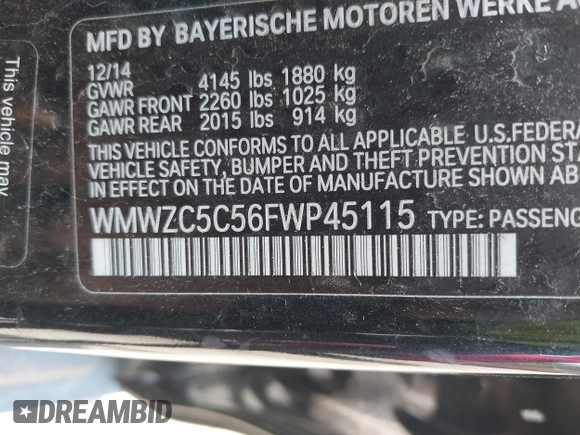 MFD BY BAYERISCHE MOTOREN WERKE A
12/14
GVWR 4145 lbs 1880 kg
GAWR FRONT 2260 lbs 1025 kg
GAWR REAR 2015 lbs 914 kg
THIS VEHICLE CONFORMS TO ALL APPLICABLE U.S.FEDERA
VEHICLE SAFETY, BUMPER AND THEFT PREVENTION STA
IN EFFECT ON THE DATE OF MANUFACTURE SHOWN ABO
WMWZC5C56FWP45115 TYPE: PASSENG
This vehicle may
DREAMBID